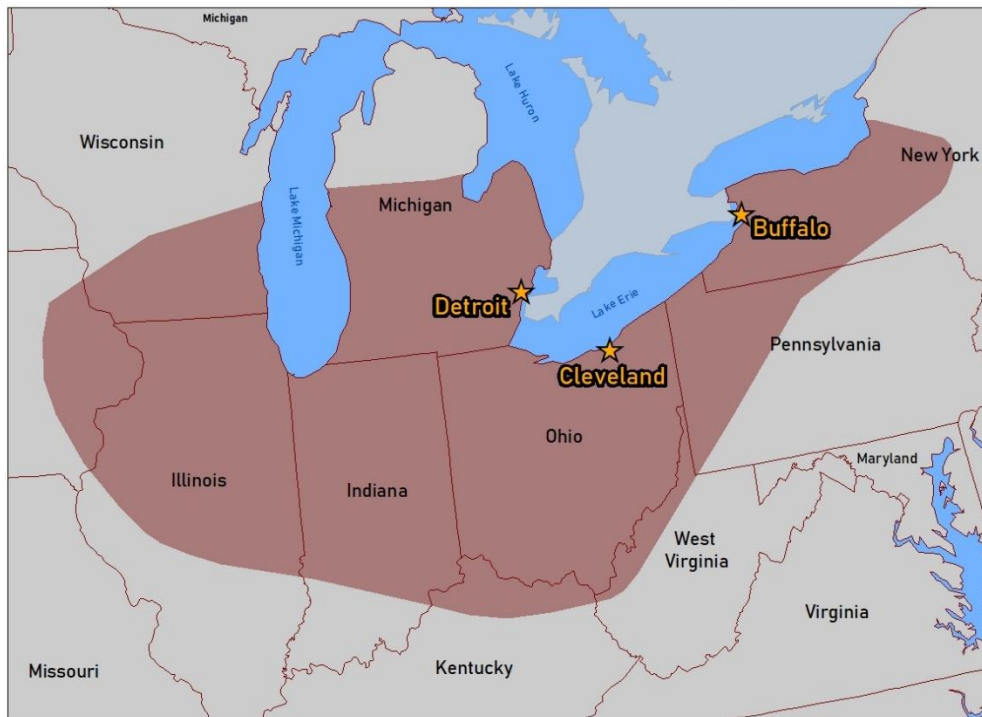 Michigan
Lake Huron
Wisconsin
New York
Lake Michigan
Michigan
Buffalo
Detroit
Lake Erie
Pennsylvania
Cleveland
Ohio
Maryland
Illinois
Indiana
West
Virginia
Virginia
Missouri
Kentucky